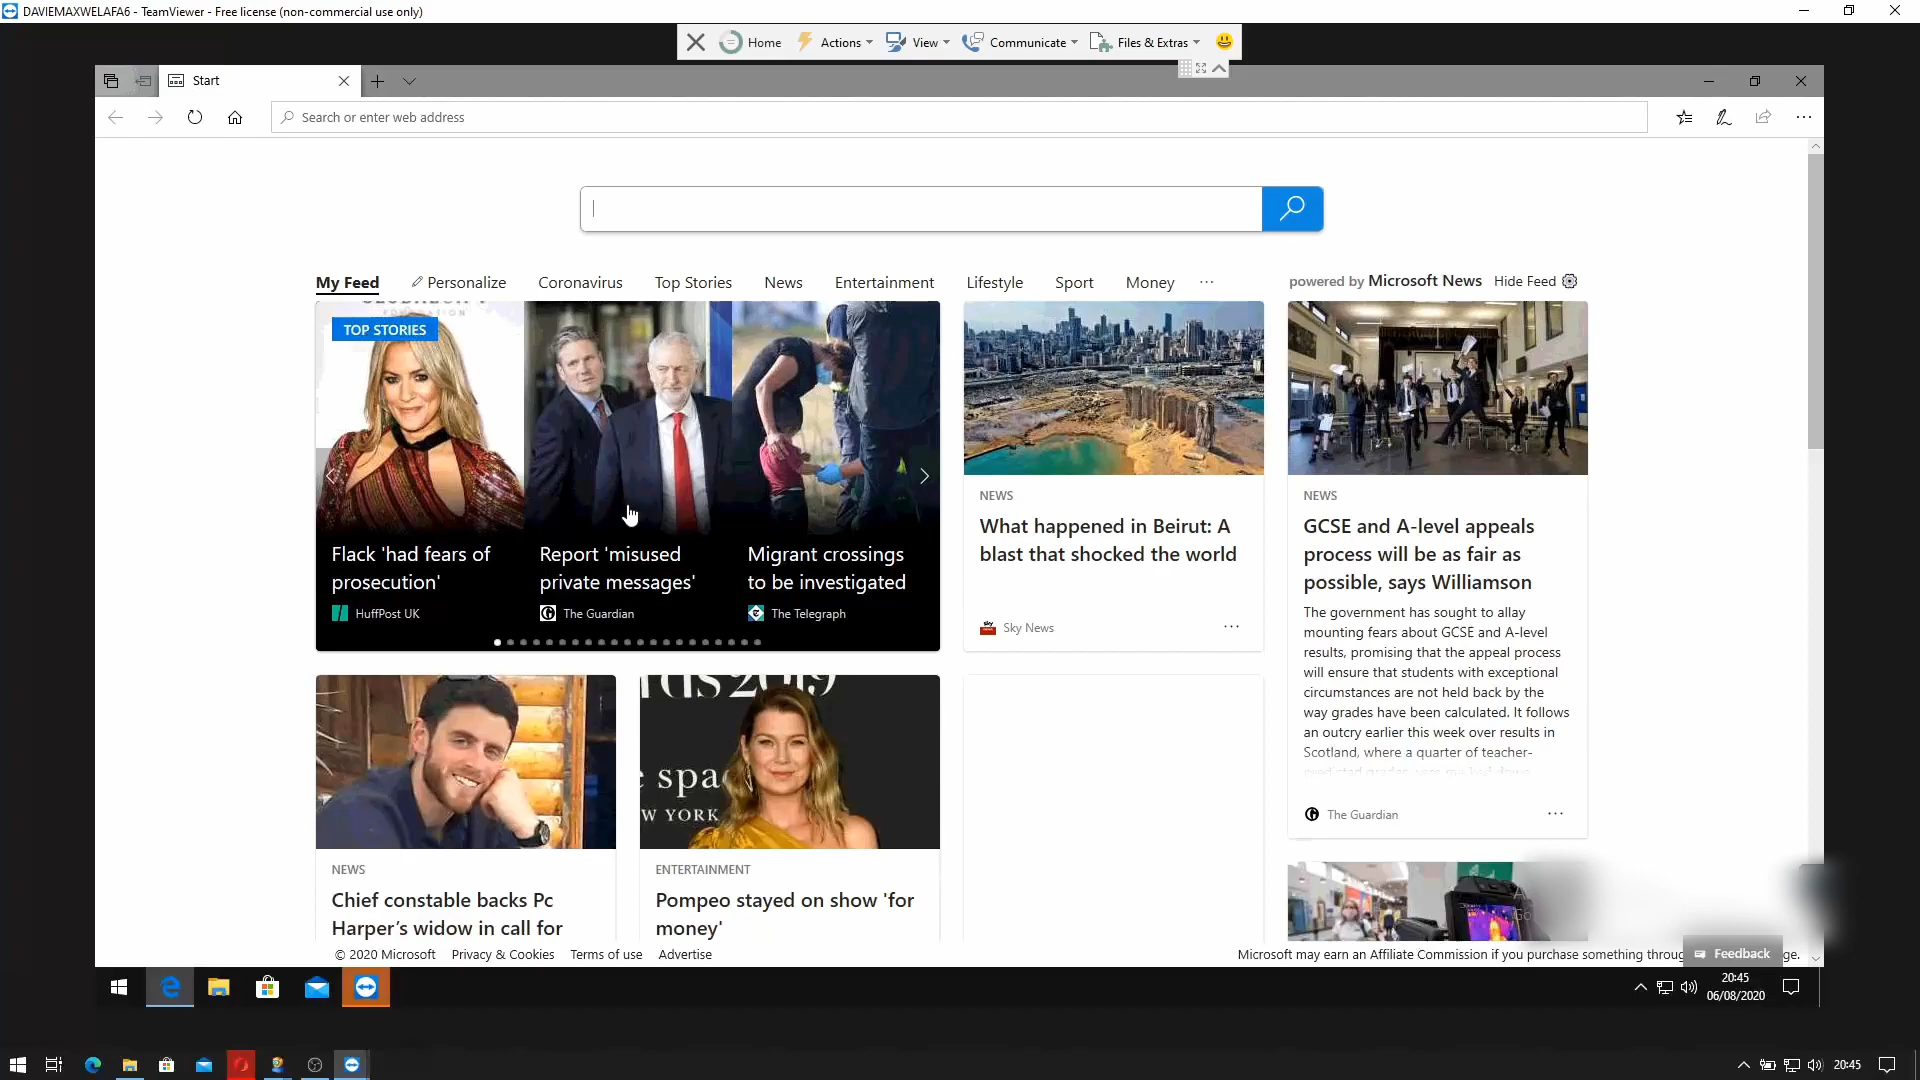 DAVIEMAXWELAFA6 - TeamViewer - Free license (non-commercial use only)
Home Actions View Communicate Files & Extras
Start
Search or enter web address
My Feed Personalize Coronavirus Top Stories News Entertainment Lifestyle Sport Money ... powered by Microsoft News Hide Feed
TOP STORIES
Flack 'had fears of
prosecution'
HuffPost UK
Report 'misused
private messages'
The Guardian
Migrant crossings
to be investigated
The Telegraph
NEWS
What happened in Beirut: A
blast that shocked the world
sky news
Sky News
NEWS
GCSE and A-level appeals
process will be as fair as
possible, says Williamson
The government has sought to allay
mounting fears about GCSE and A-level
results, promising that the appeal process
will ensure that students with exceptional
circumstances are not held back by the
way grades have been calculated. It follows
an outcry earlier this week over results in
Scotland, where a quarter of teacher-
The Guardian
NEW YORK
NEWS
Chief constable backs Pc
Harper's widow in call for
ENTERTAINMENT
Pompeo stayed on show 'for
money'
© 2020 Microsoft Privacy & Cookies Terms of use Advertise
Microsoft may earn an Affiliate Commission if you purchase something
Feedback
20:45
06/08/2020
20:45